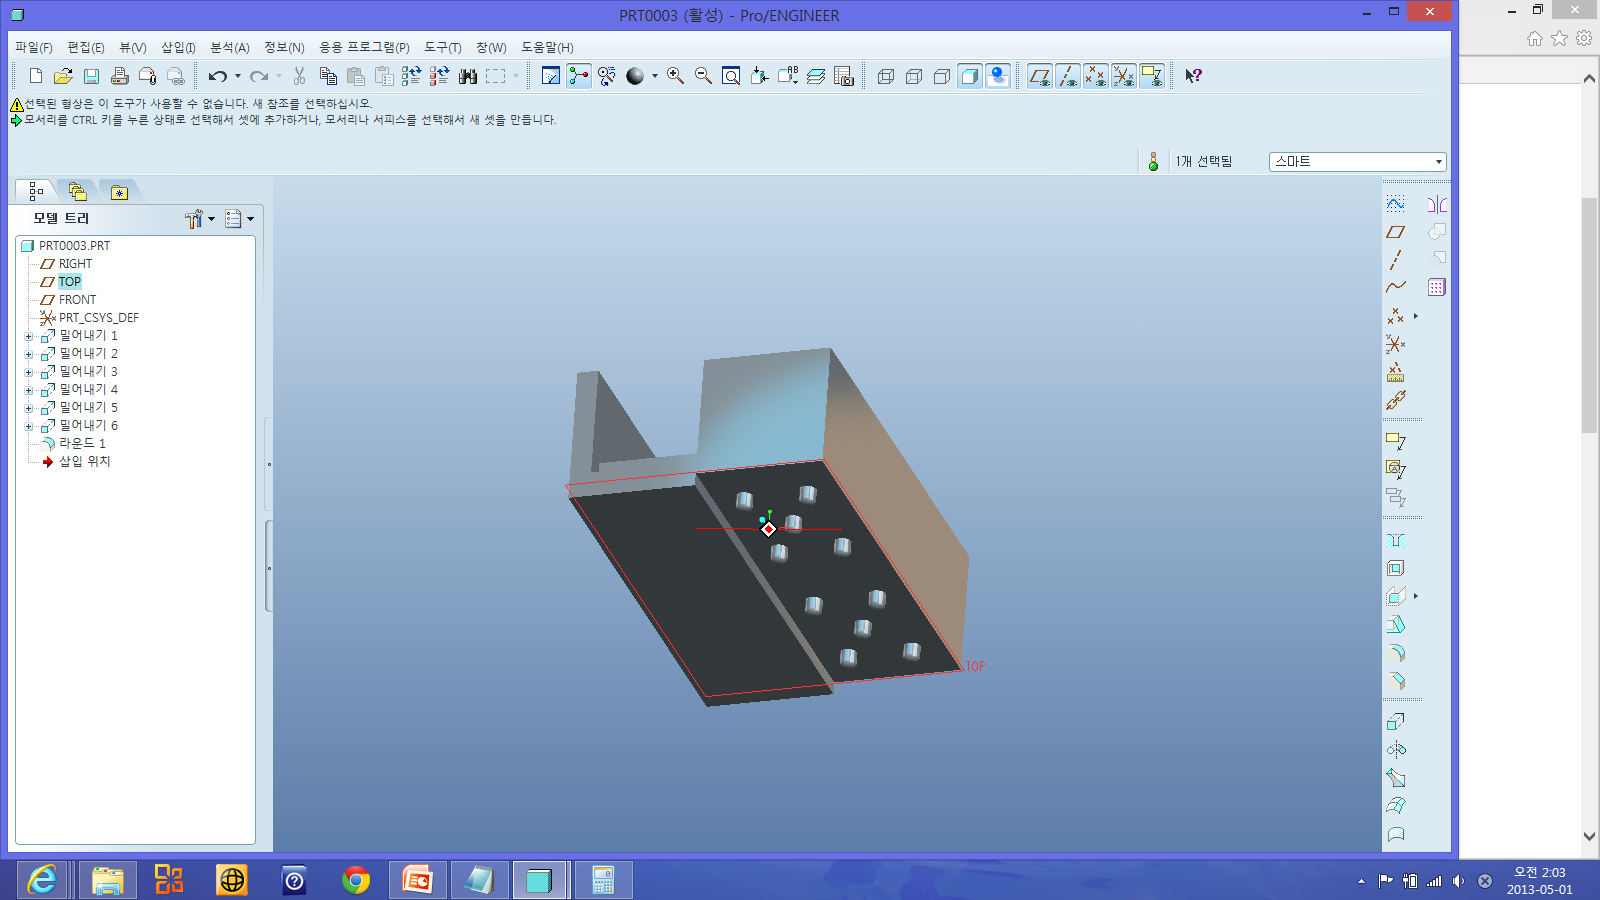 PRT0003 (활성) - Pro/ENGINEER
파일(F) 편집(E) 뷰(V) 삽입(I) 분석(A) 정보(N) 응용 프로그램(P) 도구(T) 창(W) 도움말(H)
선택된 형상은 이 도구가 사용할 수 없습니다. 새 참조를 선택하십시오.
모서리를 CTRL 키를 누른 상태로 선택해서 셋에 추가하거나, 모서리나 서피스를 선택해서 새 셋을 만듭니다.
1개 선택됨 스마트
모델 트리
PRT0003.PRT
RIGHT
TOP
FRONT
PRT_CSYS_DEF
밀어내기 1
밀어내기 2
밀어내기 3
밀어내기 4
밀어내기 5
밀어내기 6
라운드 1
삽입 위치
TOP
오전 2:03
2013-05-01